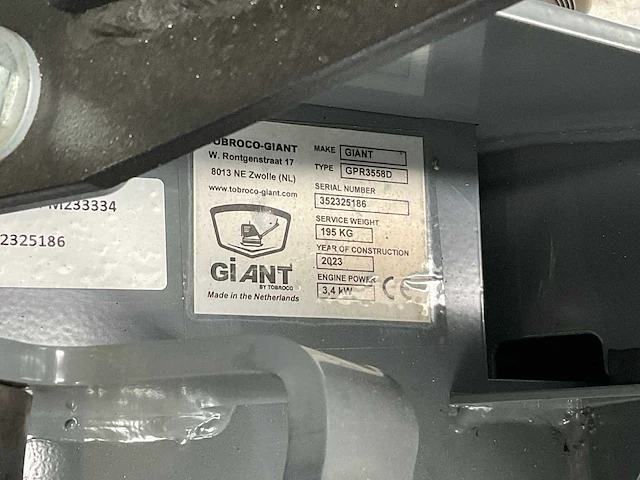 M233334
2325186
TOBROCO-GIANT
W. Rontgenstraat 17
8013 NE Zwolle (NL)
www.tobroco-giant.com
GiANT
BY TOBROCO
Made in the Netherlands
MAKE GIANT
TYPE GPR3558D
SERIAL NUMBER
352325186
SERVICE WEIGHT
195 KG
YEAR OF CONSTRUCTION
2023
ENGINE POWER
3,4 kW
CE